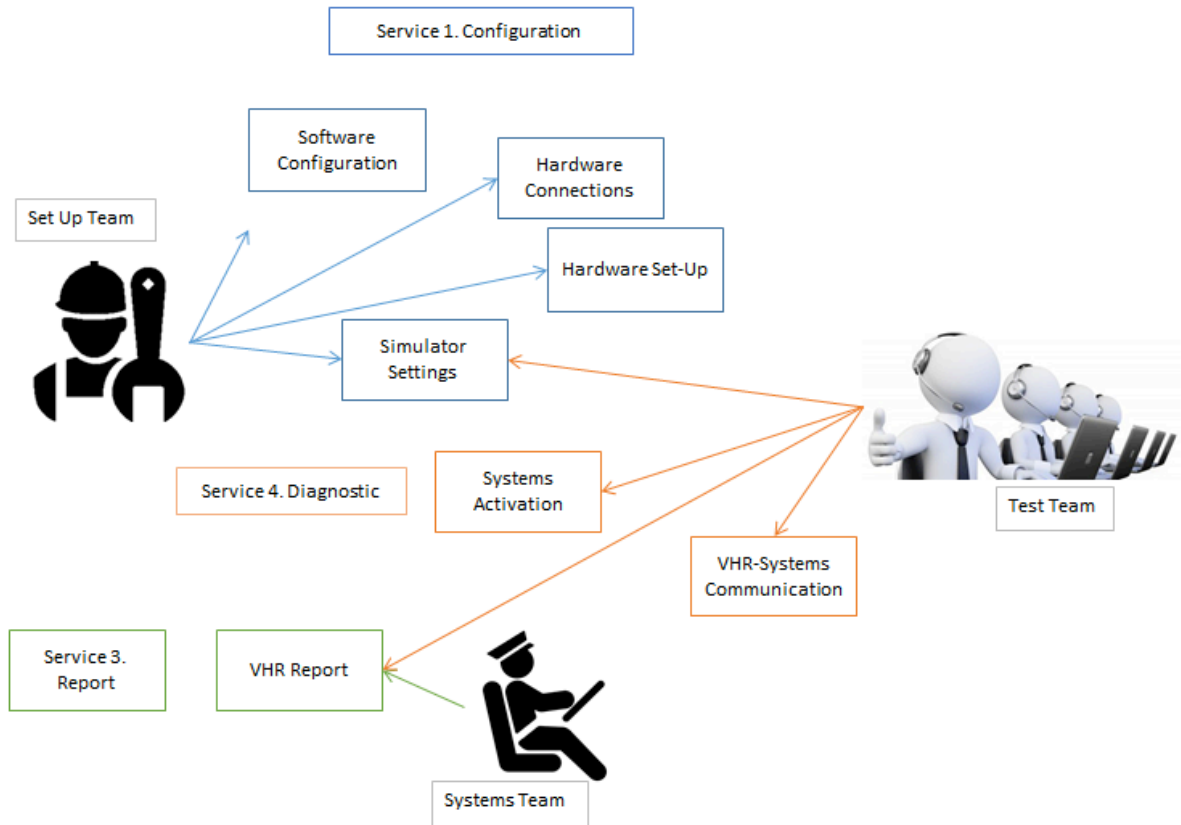 Service 1. Configuration
Software
Configuration
Hardware
Connections
Set Up Team
Hardware Set-Up
Simulator
Settings
Systems
Activation
Service 4. Diagnostic
Test Team
VHR-Systems
Communication
Service 3.
Report
VHR Report
Systems Team